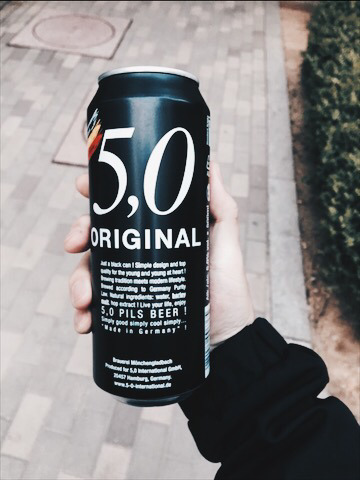 5,0
ORIGINAL
Just a black can ! Simple design and top
quality for the young and young at heart !
Brewing tradition meets modern lifestyle.
Brewed according to Germany Purity
Law. Natural ingredients: water, barley
malt, hop extract ! Live your life, enjoy
5,0 PILS BEER !
Simply good simply cool simply...
"Made in Germany" !
Brauerei Mönchengladbach
Produced for 5,0 International GmbH,
20457 Hamburg, Germany.
www.5-0-international.de